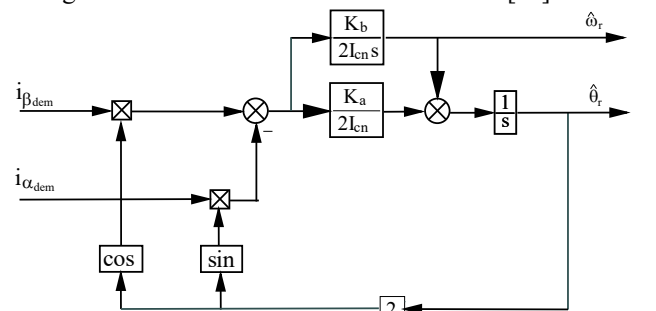 K_b
2I_cn s
ω̂_r
i_β_dem
K_a
2I_cn
1
s
θ̂_r
−
i_α_dem
cos
sin
2